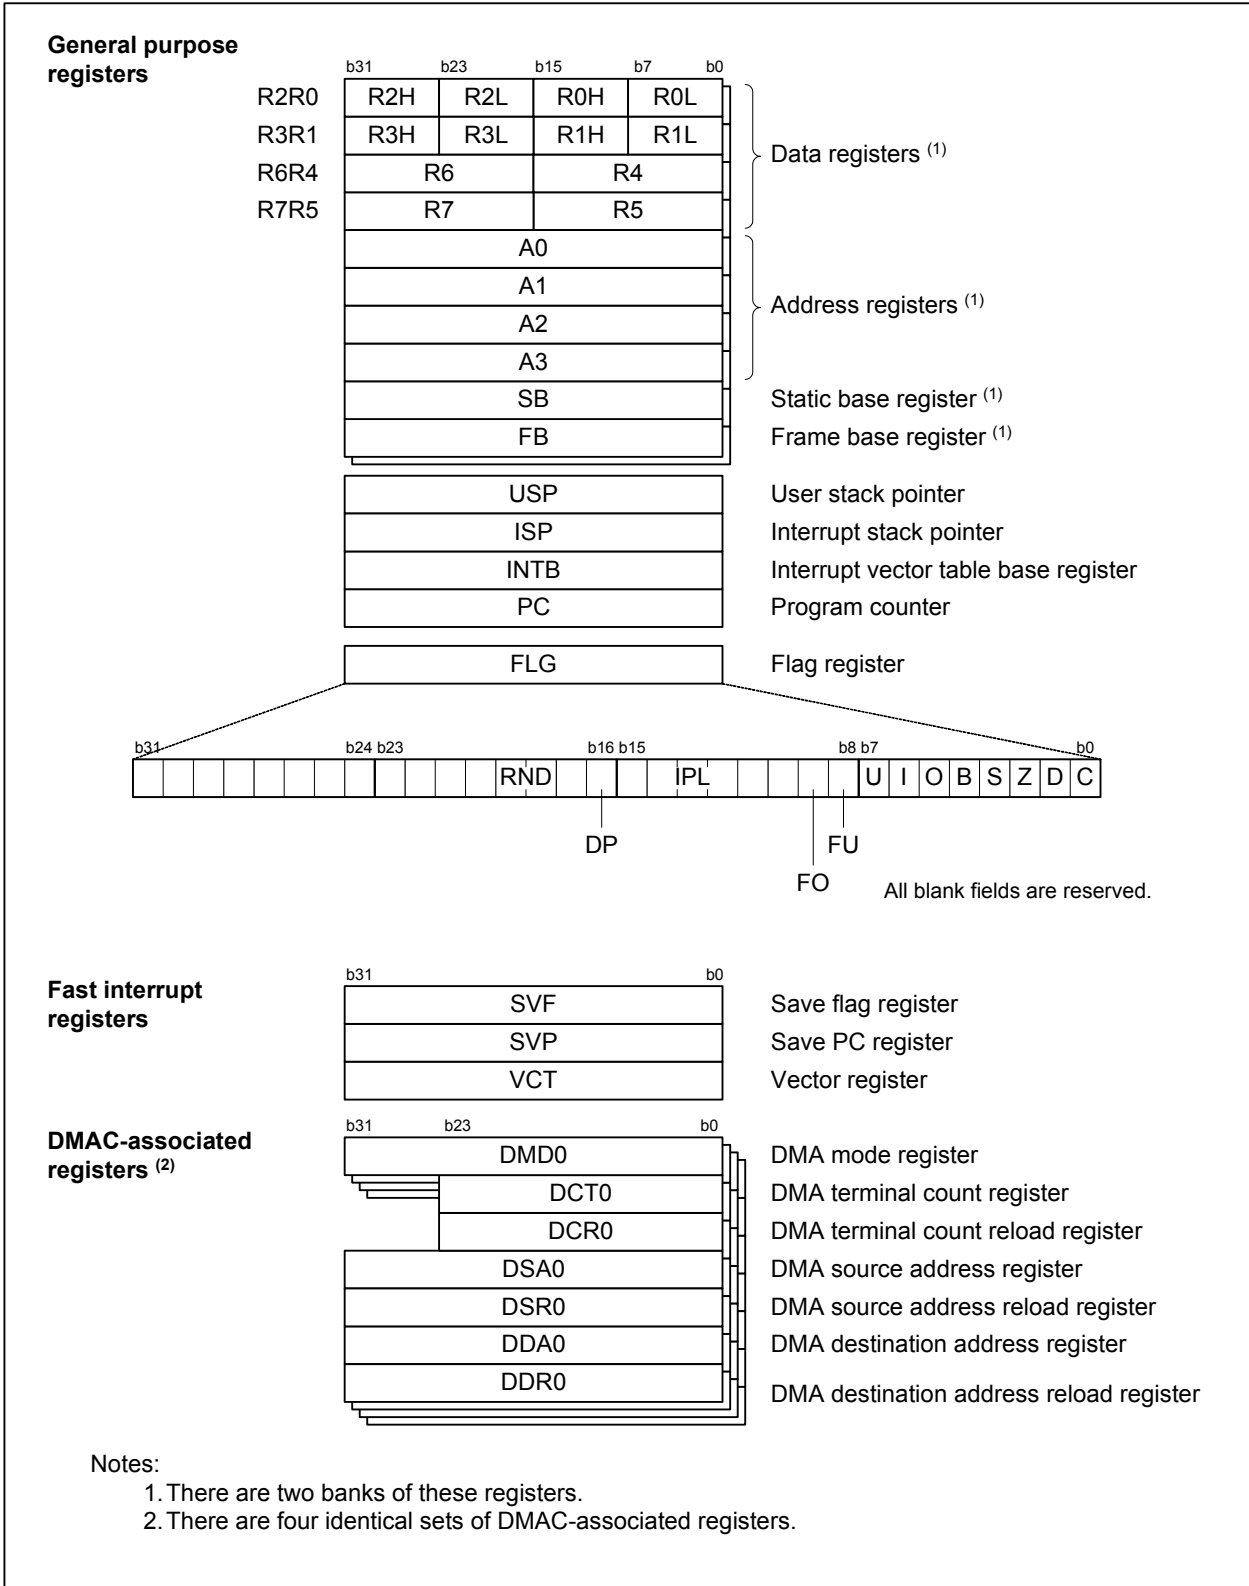 General purpose
registers
b31 b23 b15 b7 b0
R2R0 R2H R2L R0H R0L
R3R1 R3H R3L R1H R1L
Data registers (1)
R6R4 R6 R4
R7R5 R7 R5
A0
A1
Address registers (1)
A2
A3
SB Static base register (1)
FB Frame base register (1)
USP User stack pointer
ISP Interrupt stack pointer
INTB Interrupt vector table base register
PC Program counter
FLG Flag register
b31 b24 b23 b16 b15 b8 b7 b0
RND IPL U I O B S Z D C
DP FU
FO
All blank fields are reserved.
Fast interrupt
registers
b31 b0
SVF Save flag register
SVP Save PC register
VCT Vector register
DMAC-associated
registers (2)
b31 b23 b0
DMD0 DMA mode register
DCT0 DMA terminal count register
DCR0 DMA terminal count reload register
DSA0 DMA source address register
DSR0 DMA source address reload register
DDA0 DMA destination address register
DDR0 DMA destination address reload register
Notes:
1. There are two banks of these registers.
2. There are four identical sets of DMAC-associated registers.